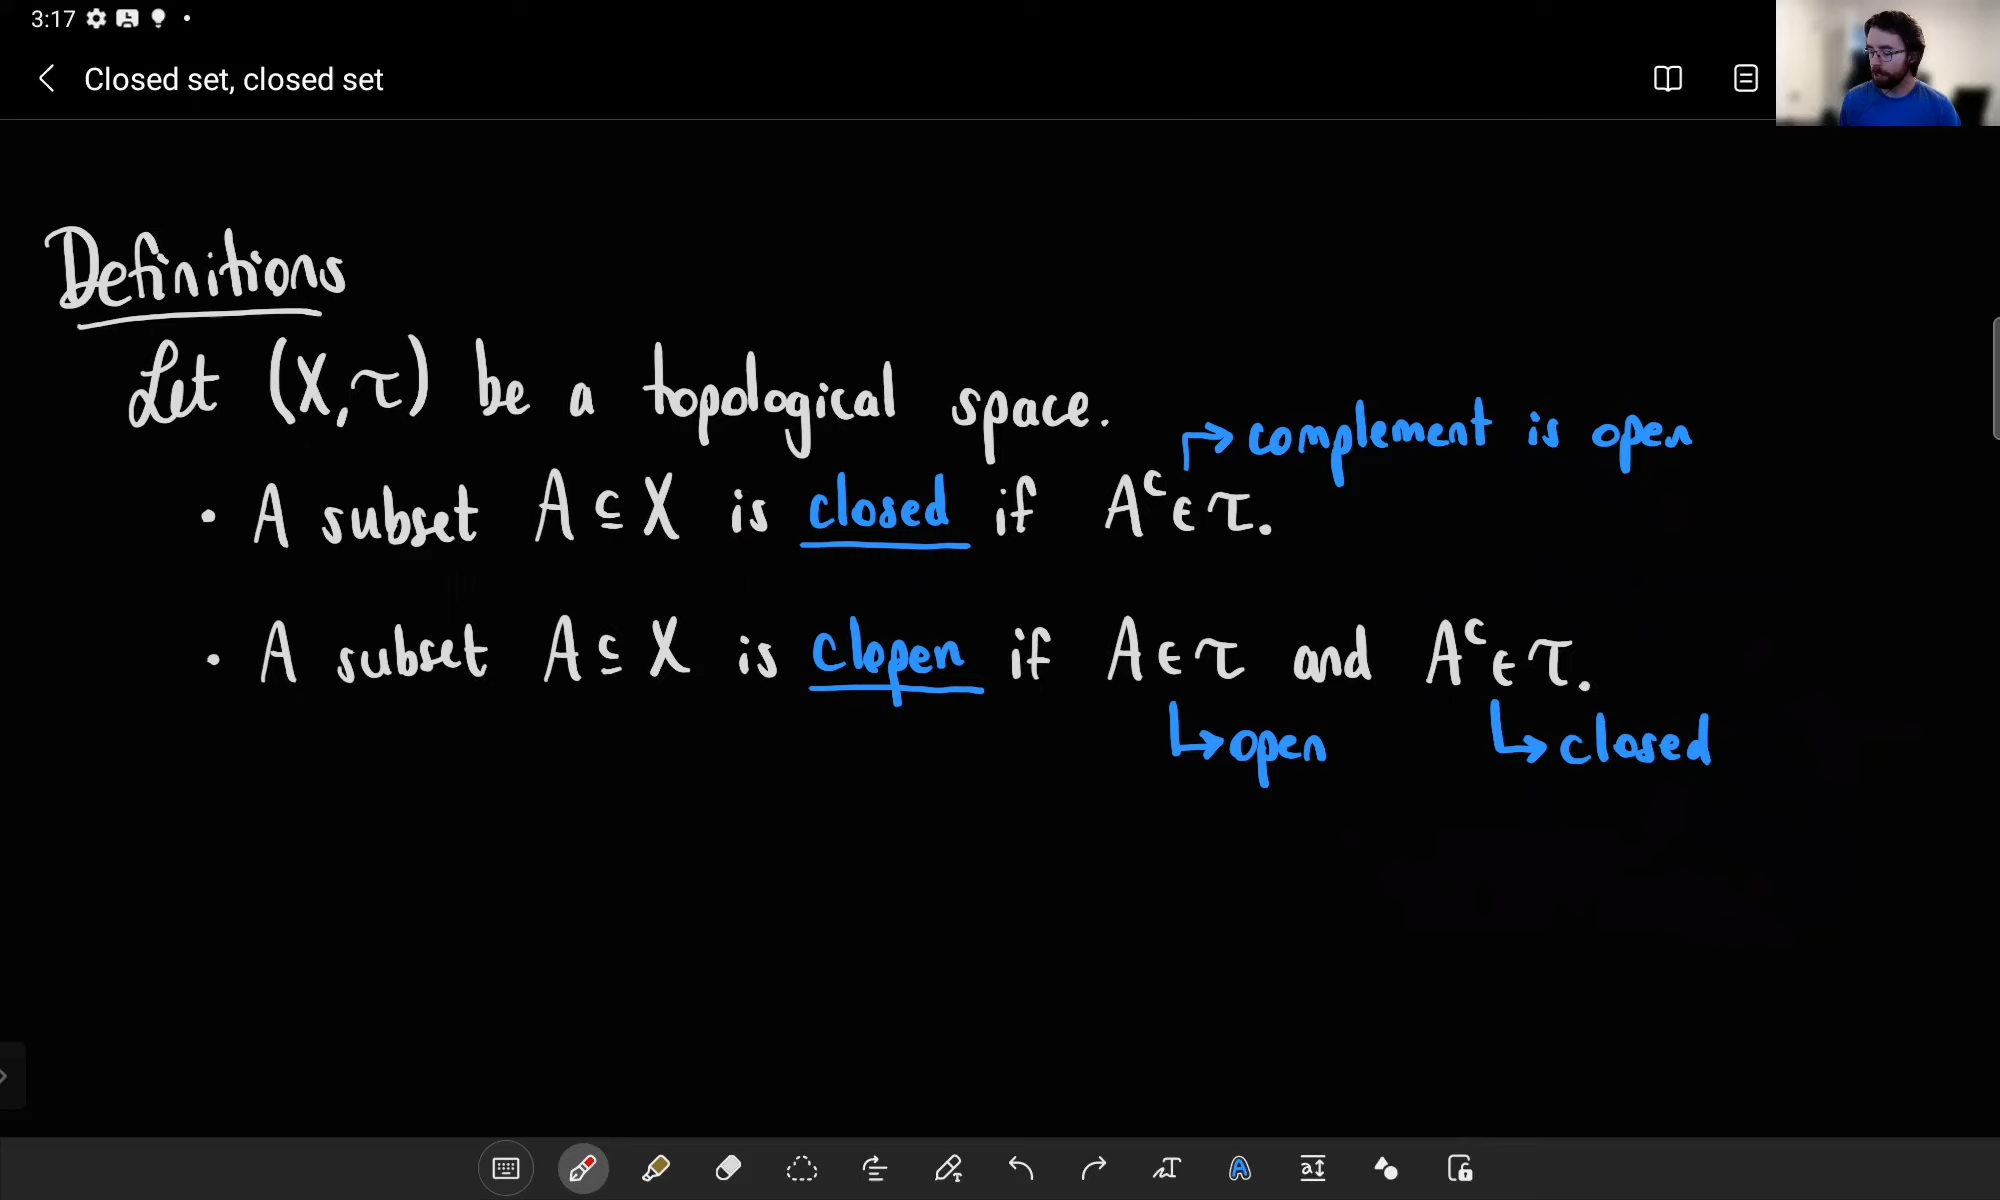 3:17
Closed set, closed set
Definitions
Let (X,τ) be a topological space.
↱ complement is open
• A subset A ⊆ X is closed if Aᶜ ∈ τ.
• A subset A ⊆ X is clopen if A ∈ τ and Aᶜ ∈ τ.
↳ open ↳ closed